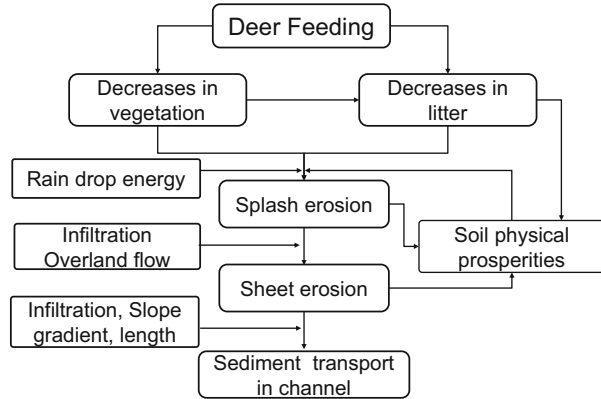 Deer Feeding
Decreases in
vegetation
Decreases in
litter
Rain drop energy
Splash erosion
Infiltration
Overland flow
Soil physical
prosperities
Sheet erosion
Infiltration, Slope
gradient, length
Sediment transport
in channel